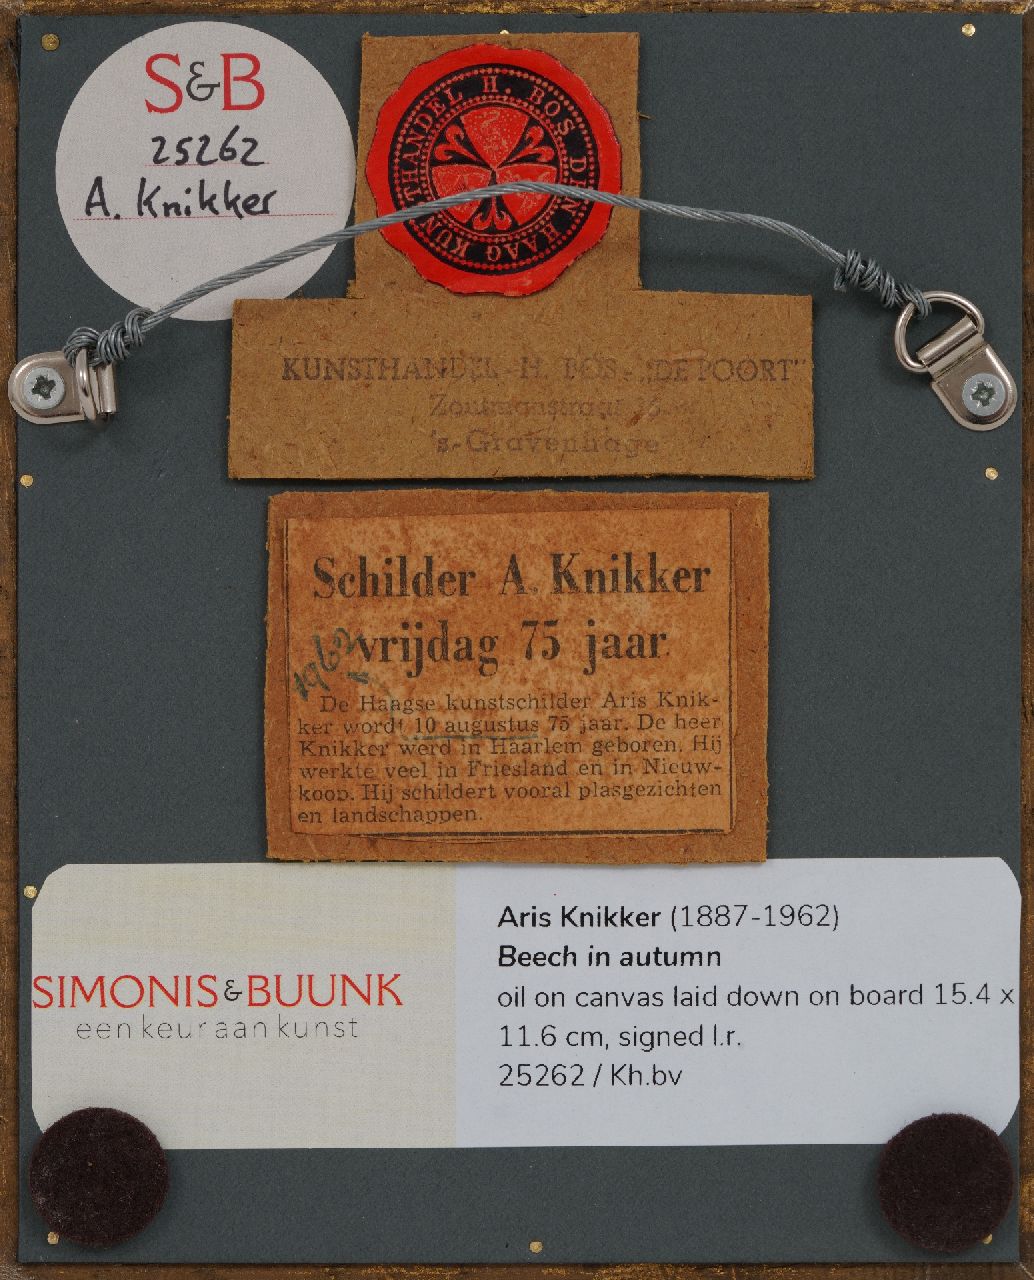 S&B
25262
A. Knikker
KUNSTHANDEL H. BOS DEN HAAG
KUNSTHANDEL-H. BOS-„DE POORT"
Zoutmanstraat
's-Gravenhage
Schilder A. Knikker
vrijdag 75 jaar
1962
De Haagse kunstschilder Aris Knik-
ker wordt 10 augustus 75 jaar. De heer
Knikker werd in Haarlem geboren. Hij
werkte veel in Friesland en in Nieuw-
koop. Hij schildert vooral plasgezichten
en landschappen.
SIMONIS&BUUNK
een keur aan kunst
Aris Knikker (1887-1962)
Beech in autumn
oil on canvas laid down on board 15.4 x
11.6 cm, signed l.r.
25262 / Kh.bv